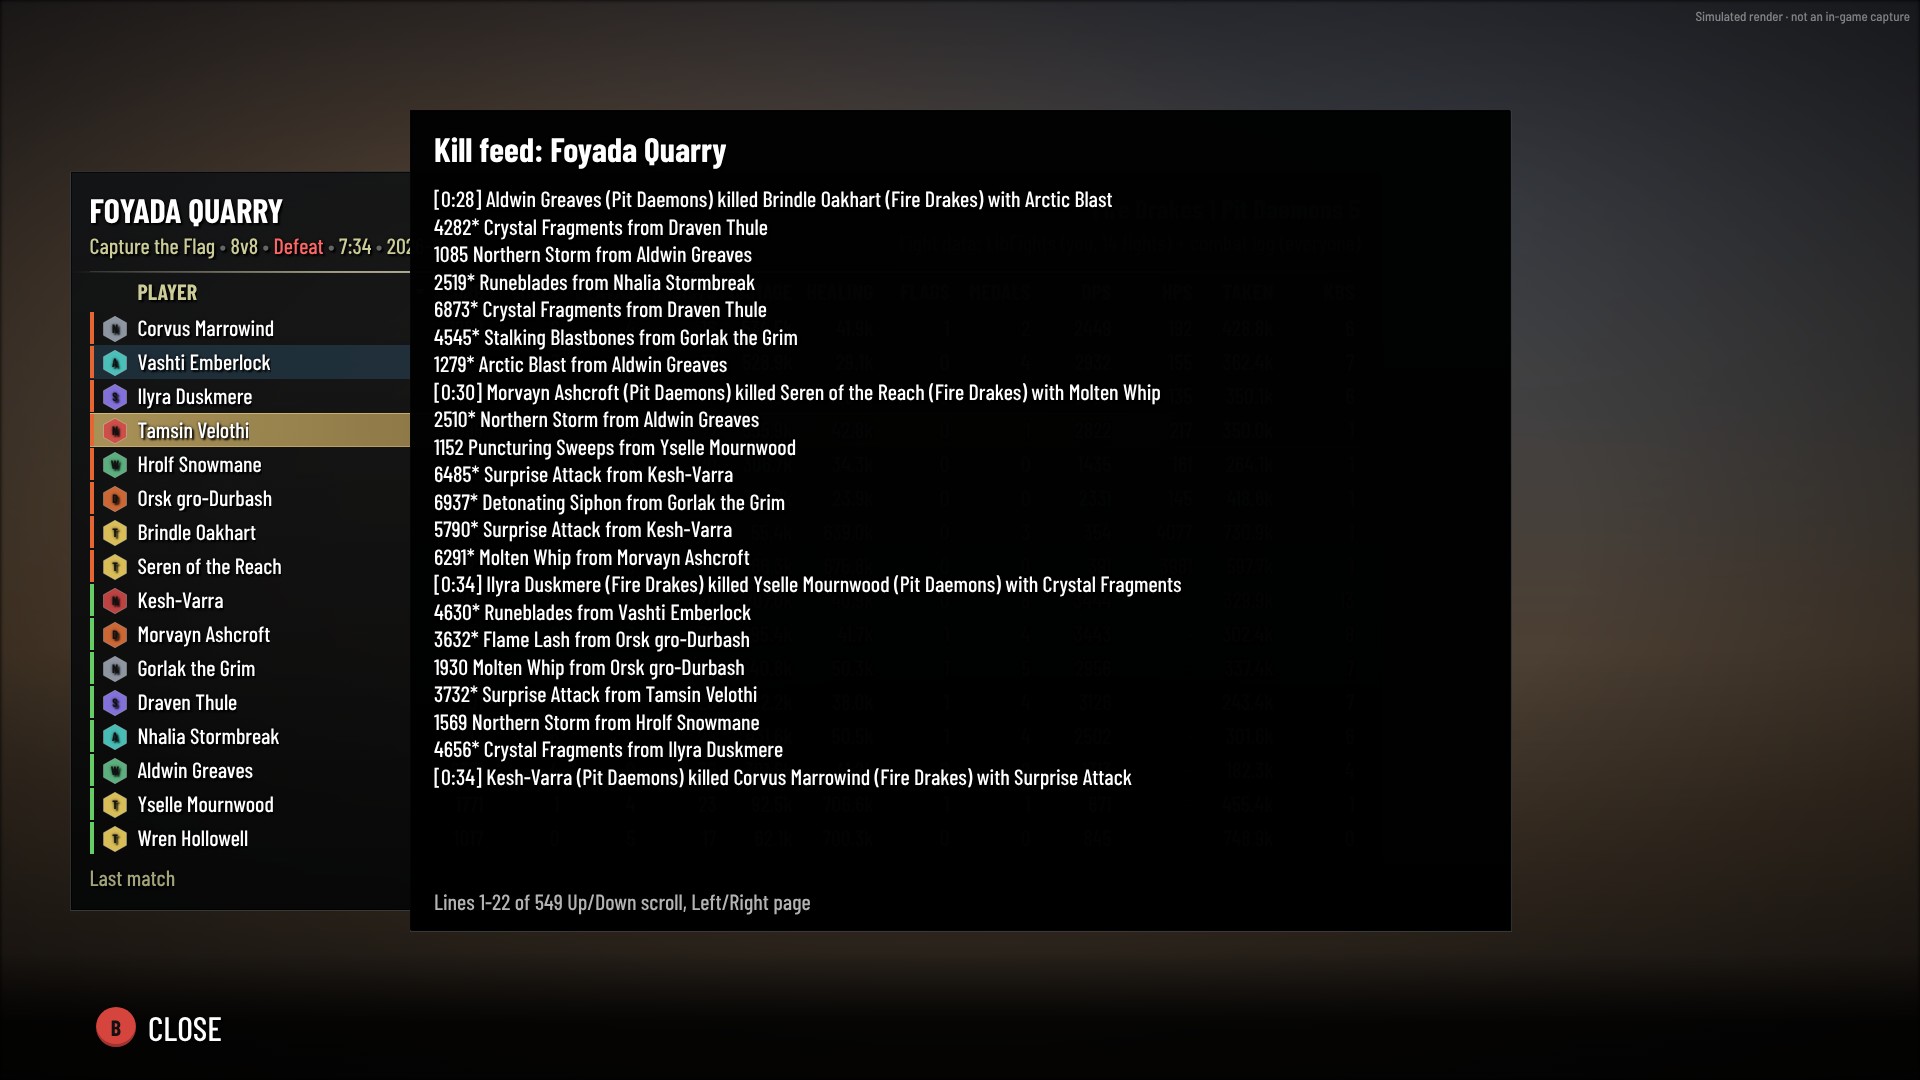 Simulated render · not an in-game capture
Kill feed: Foyada Quarry
[0:28] Aldwin Greaves (Pit Daemons) killed Brindle Oakhart (Fire Drakes) with Arctic Blast
4282* Crystal Fragments from Draven Thule
1085 Northern Storm from Aldwin Greaves
2519* Runeblades from Nhalia Stormbreak
6873* Crystal Fragments from Draven Thule
4545* Stalking Blastbones from Gorlak the Grim
1279* Arctic Blast from Aldwin Greaves
[0:30] Morvayn Ashcroft (Pit Daemons) killed Seren of the Reach (Fire Drakes) with Molten Whip
2510* Northern Storm from Aldwin Greaves
1152 Puncturing Sweeps from Yselle Mournwood
6485* Surprise Attack from Kesh-Varra
6937* Detonating Siphon from Gorlak the Grim
5790* Surprise Attack from Kesh-Varra
6291* Molten Whip from Morvayn Ashcroft
[0:34] Ilyra Duskmere (Fire Drakes) killed Yselle Mournwood (Pit Daemons) with Crystal Fragments
4630* Runeblades from Vashti Emberlock
3632* Flame Lash from Orsk gro-Durbash
1930 Molten Whip from Orsk gro-Durbash
3732* Surprise Attack from Tamsin Velothi
1569 Northern Storm from Hrolf Snowmane
4656* Crystal Fragments from Ilyra Duskmere
[0:34] Kesh-Varra (Pit Daemons) killed Corvus Marrowind (Fire Drakes) with Surprise Attack
Lines 1-22 of 549 Up/Down scroll, Left/Right page
FOYADA QUARRY
Capture the Flag • 8v8 • Defeat • 7:34 • 202
PLAYER
Corvus Marrowind
Vashti Emberlock
Ilyra Duskmere
Tamsin Velothi
Hrolf Snowmane
Orsk gro-Durbash
Brindle Oakhart
Seren of the Reach
Kesh-Varra
Morvayn Ashcroft
Gorlak the Grim
Draven Thule
Nhalia Stormbreak
Aldwin Greaves
Yselle Mournwood
Wren Hollowell
Last match
B CLOSE